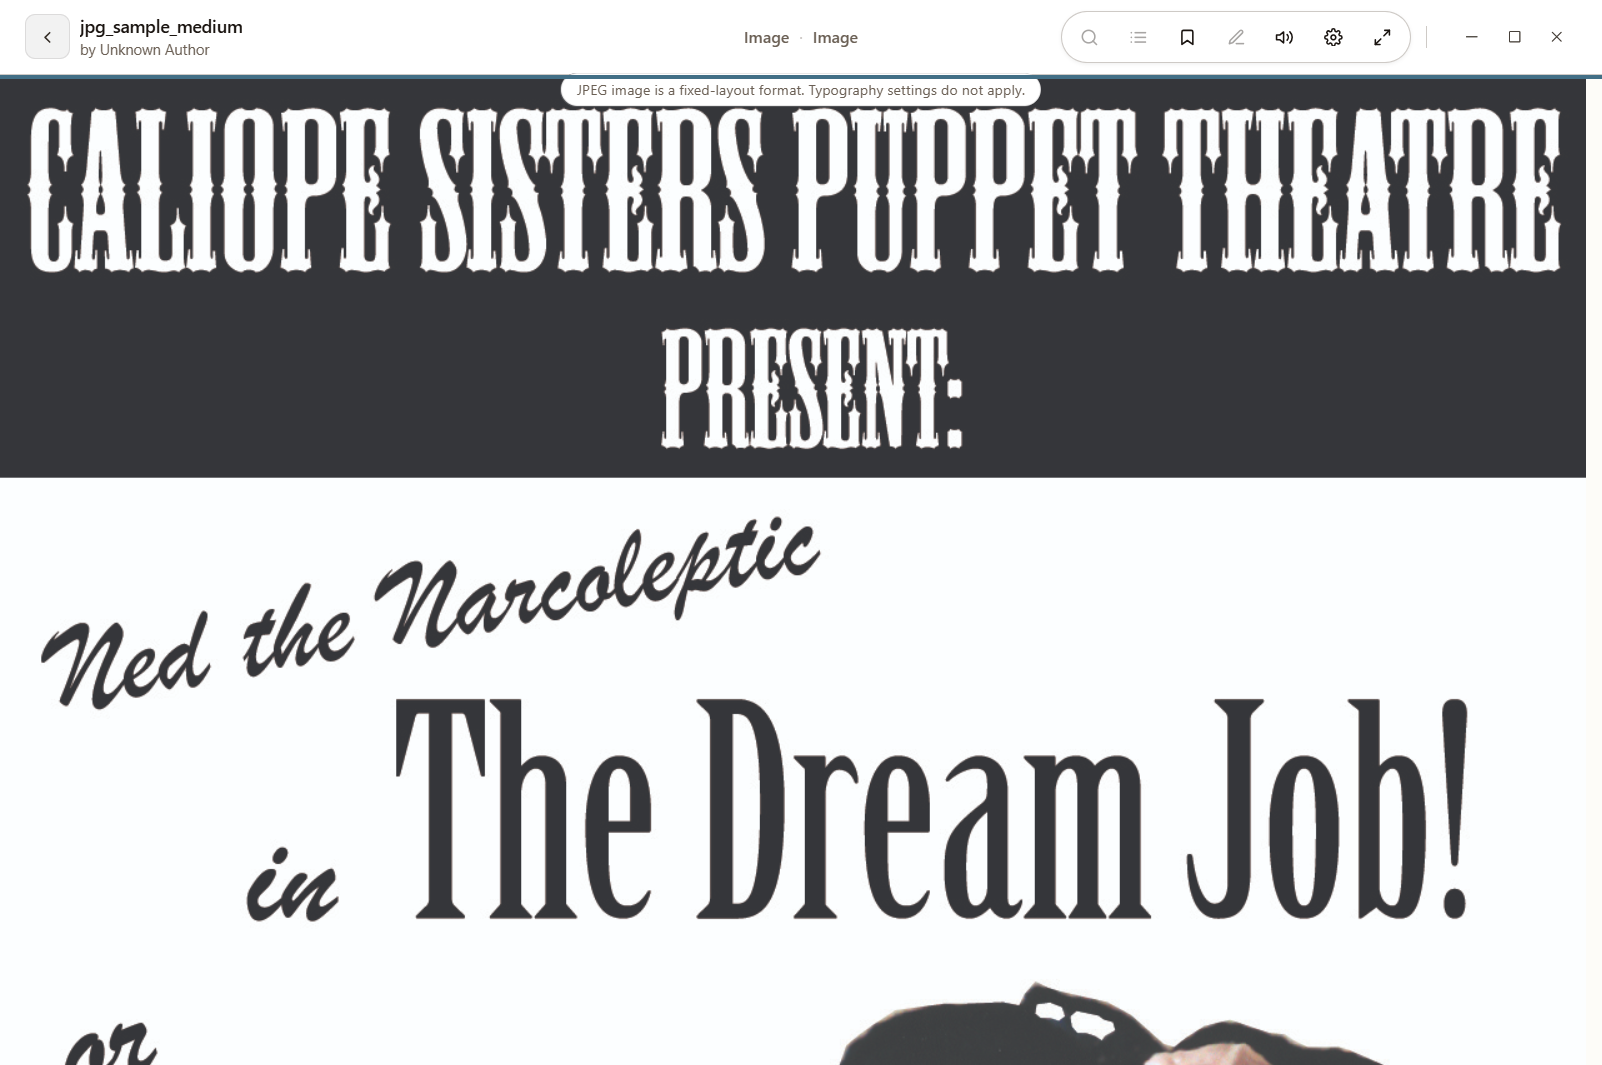 jpg_sample_medium
by Unknown Author
Image · Image
JPEG image is a fixed-layout format. Typography settings do not apply.
CALIOPE SISTERS PUPPET THEATRE
PRESENT:
Ned the Narcoleptic
in The Dream Job!
or